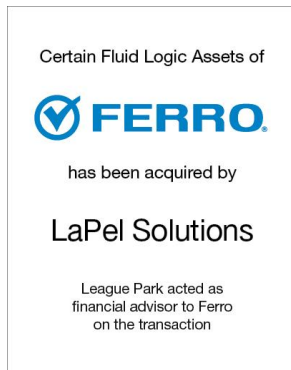 Certain Fluid Logic Assets of
FERRO®
has been acquired by
LaPel Solutions
League Park acted as
financial advisor to Ferro
on the transaction